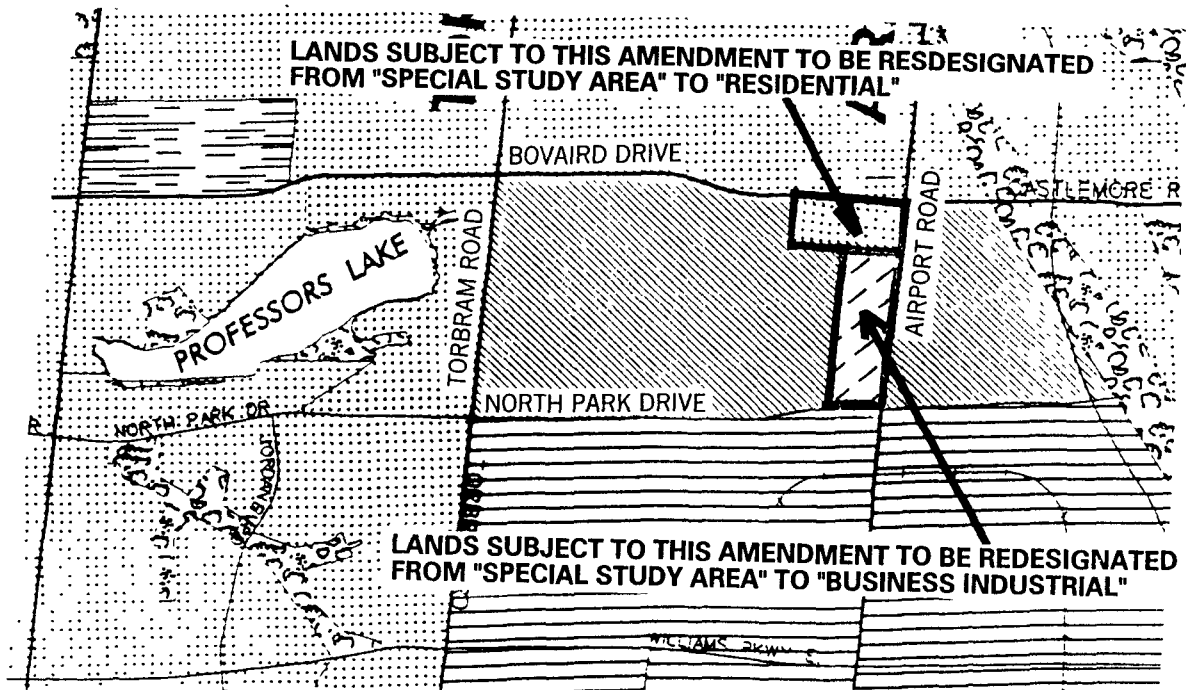 LANDS SUBJECT TO THIS AMENDMENT TO BE RESDESIGNATED
FROM "SPECIAL STUDY AREA" TO "RESIDENTIAL"
BOVAIRD DRIVE
ASTLEMORE R
TORBRAM ROAD
AIRPORT ROAD
PROFESSORS LAKE
NORTH PARK DRIVE
NORTH PARK DR
LANDS SUBJECT TO THIS AMENDMENT TO BE REDESIGNATED
FROM "SPECIAL STUDY AREA" TO "BUSINESS INDUSTRIAL"
WILLIAMS PKWY